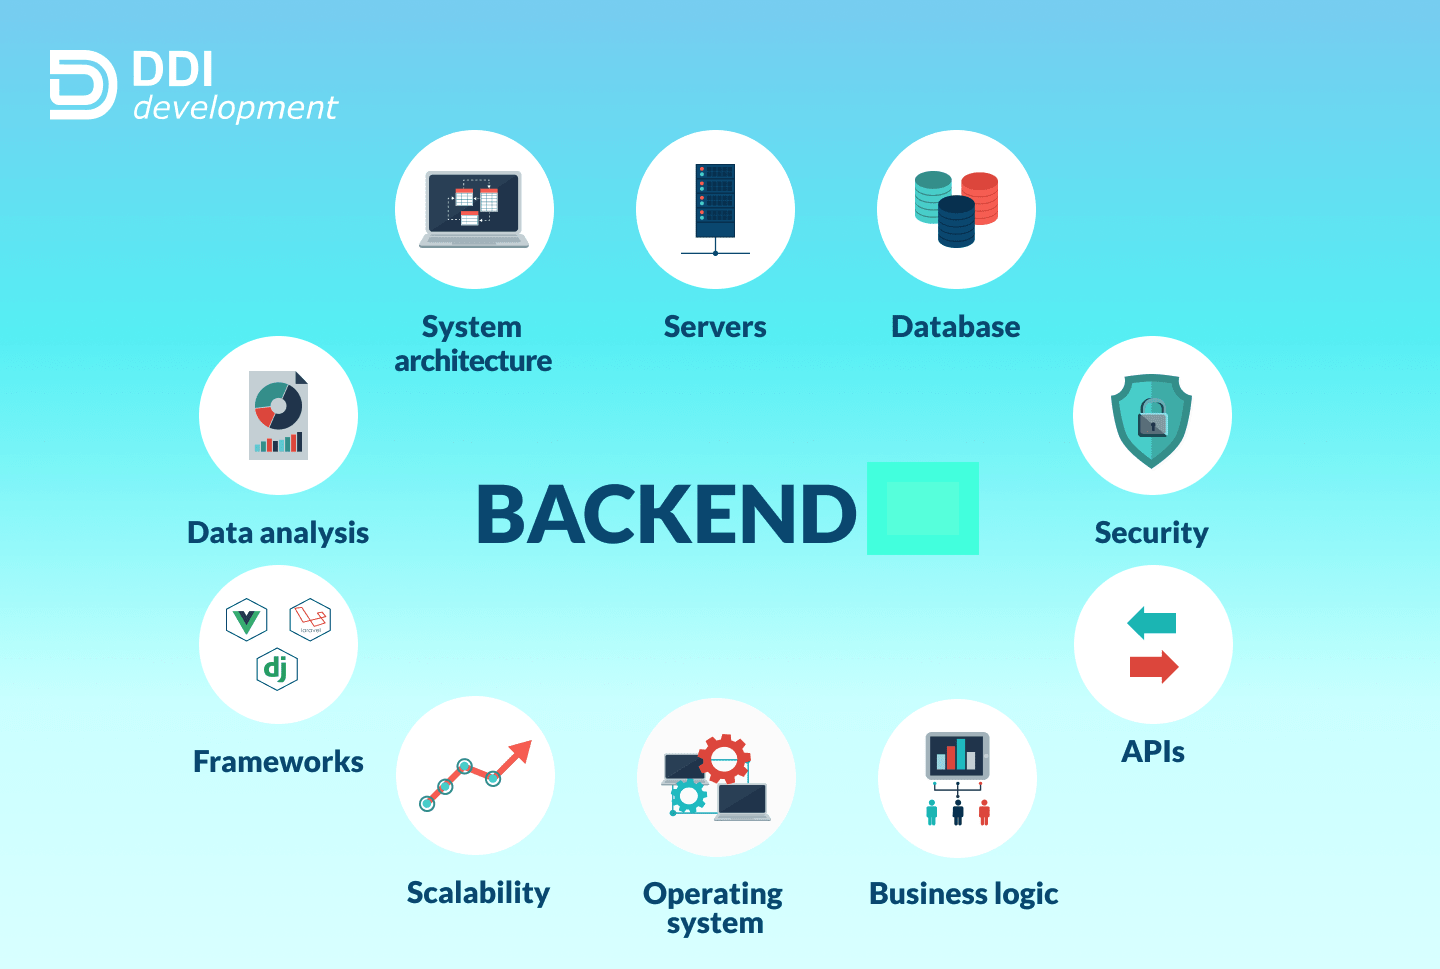 DDI
development
System
architecture
Servers
Database
Data analysis
BACKEND
Security
laravel
dj
Frameworks
APIs
Scalability
Operating
system
Business logic